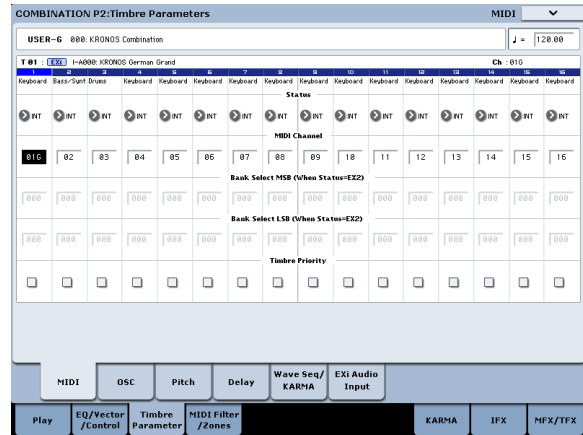 COMBINATION P2:Timbre Parameters MIDI
USER-G 000: KRONOS Combination ♩= 120.00
T 01 : EXi I-A000: KRONOS German Grand Ch : 01G
1 2 3 4 5 6 7 8 9 10 11 12 13 14 15 16
Keyboard Bass/Synt Drums Keyboard Keyboard Keyboard Keyboard Keyboard Keyboard Keyboard Keyboard Keyboard Keyboard Keyboard Keyboard Keyboard
Status
INT INT INT INT INT INT INT INT INT INT INT INT INT INT INT INT
MIDI Channel
01G 02 03 04 05 06 07 08 09 10 11 12 13 14 15 16
Bank Select MSB (When Status=EX2)
000 000 000 000 000 000 000 000 000 000 000 000 000 000 000 000
Bank Select LSB (When Status=EX2)
000 000 000 000 000 000 000 000 000 000 000 000 000 000 000 000
Timbre Priority
MIDI OSC Pitch Delay Wave Seq/ KARMA EXi Audio Input
Play EQ/Vector /Control Timbre Parameter MIDI Filter /Zones KARMA IFX MFX/TFX